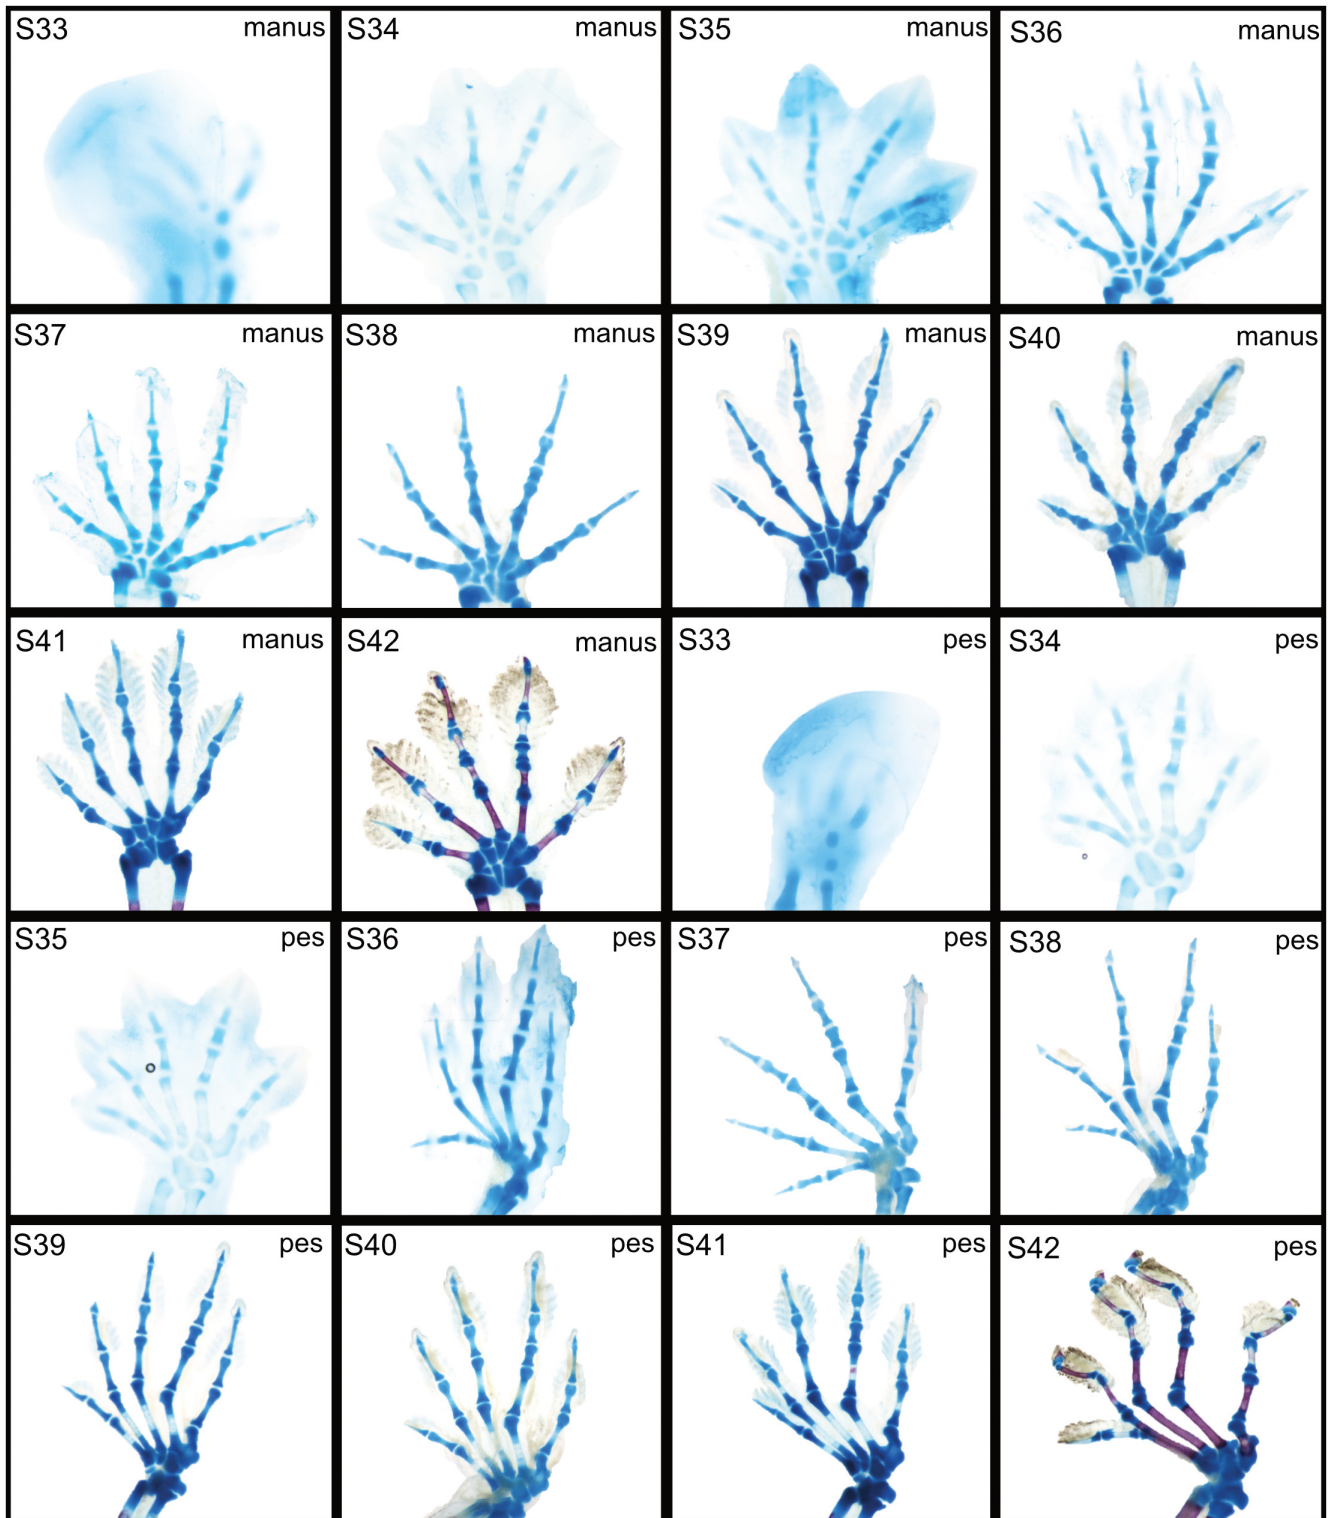 S33 manus
S34 manus
S35 manus
S36 manus
S37 manus
S38 manus
S39 manus
S40 manus
S41 manus
S42 manus
S33 pes
S34 pes
S35 pes
S36 pes
S37 pes
S38 pes
S39 pes
S40 pes
S41 pes
S42 pes